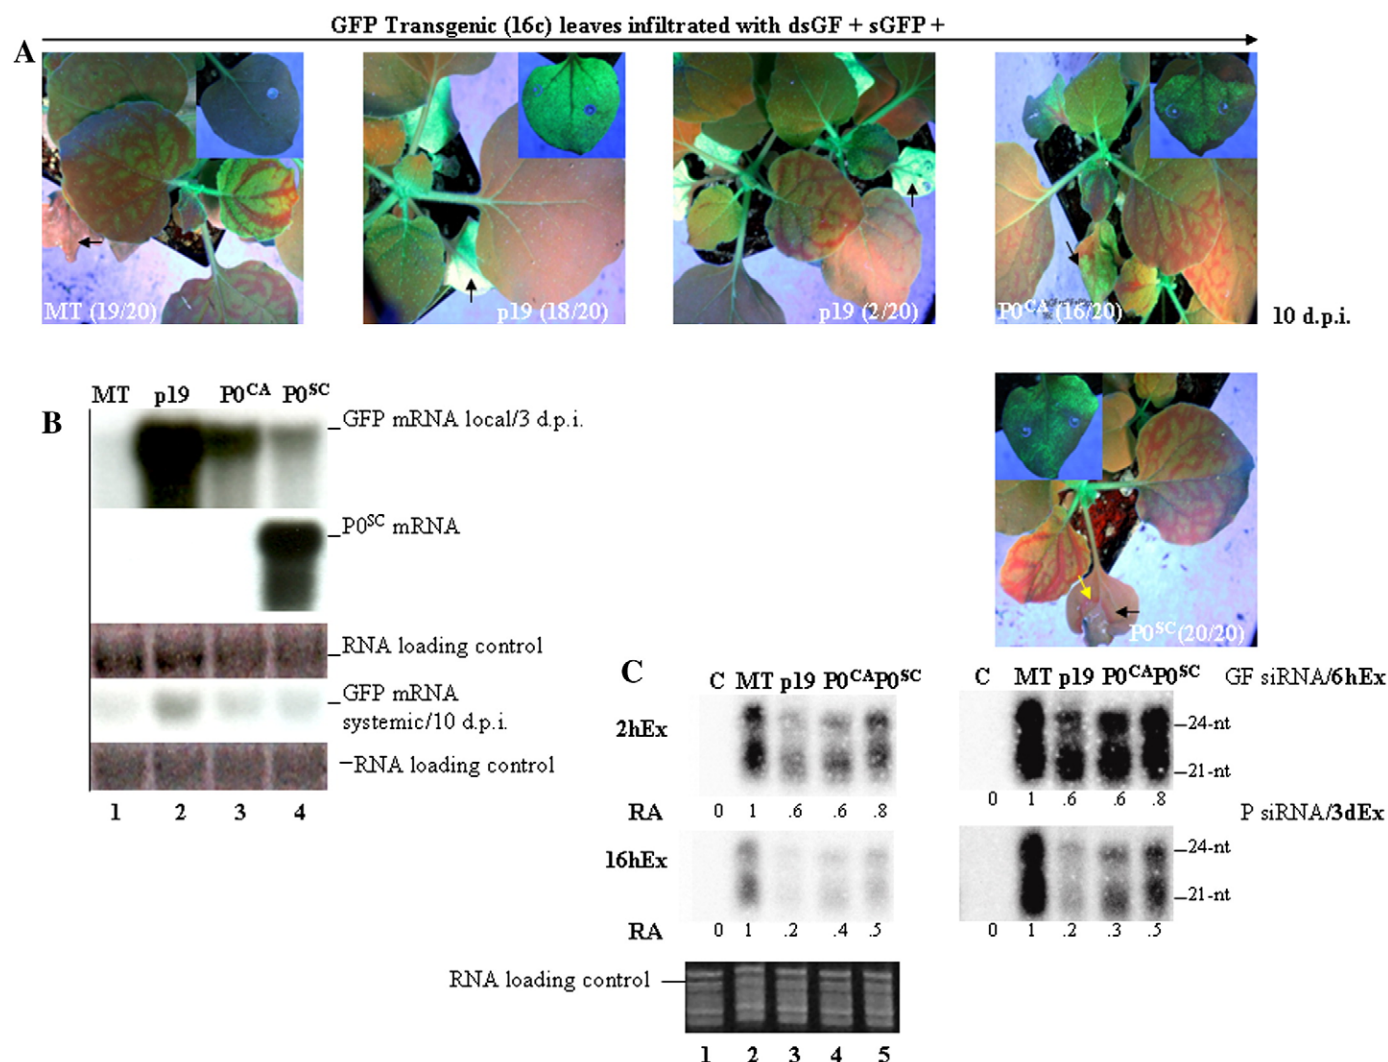 GFP Transgenic (16c) leaves infiltrated with dsGF + sGFP +
A
MT (19/20)
p19 (18/20)
p19 (2/20)
P0CA (16/20)
10 d.p.i.
P0SC (20/20)
B
MT p19 P0CA P0SC
GFP mRNA local/3 d.p.i.
P0SC mRNA
RNA loading control
GFP mRNA
systemic/10 d.p.i.
RNA loading control
1 2 3 4
C
C MT p19 P0CA P0SC
C MT p19 P0CA P0SC
GF siRNA/6hEx
2hEx
24-nt
21-nt
RA 0 1 .6 .6 .8
0 1 .6 .6 .8
P siRNA/3dEx
16hEx
24-nt
21-nt
RA 0 1 .2 .4 .5
0 1 .2 .3 .5
RNA loading control
1 2 3 4 5